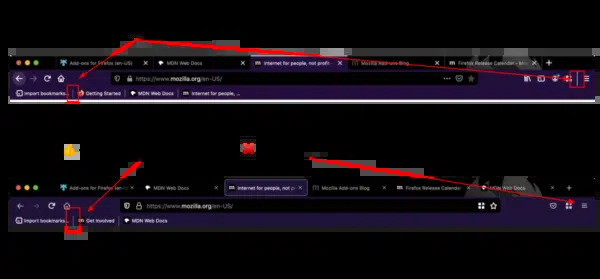 Add-ons for Firefox (en-US) MDN Web Docs Internet for people, not profit Mozilla Add-ons Blog Firefox Release Calendar
https://www.mozilla.org/en-US/
Import bookmarks... Getting Started MDN Web Docs Internet for people, ...
Add-ons for Firefox MDN Web Docs Internet for people, not pr Mozilla Add-ons Blog Firefox Release Calendar MDN Web Docs
https://www.mozilla.org/en-US/
Import bookmarks... Get Involved MDN Web Docs